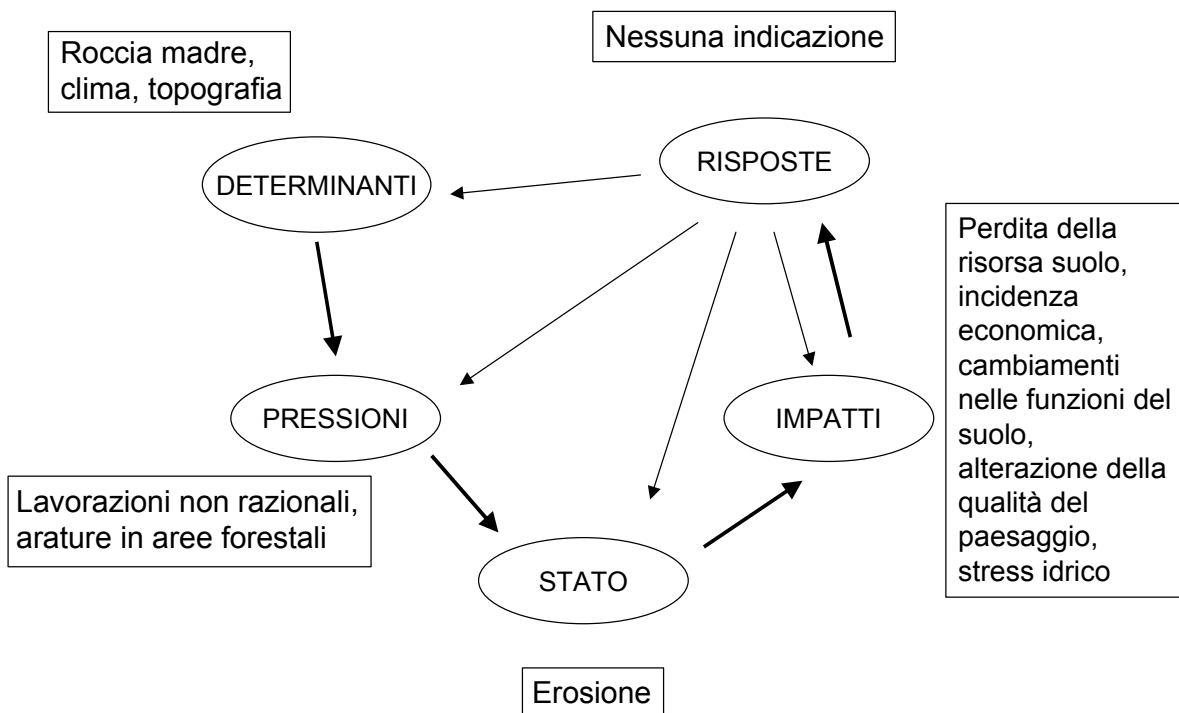 Nessuna indicazione
Roccia madre,
clima, topografia
RISPOSTE
DETERMINANTI
Perdita della
risorsa suolo,
incidenza
economica,
cambiamenti
nelle funzioni del
suolo,
alterazione della
qualità del
paesaggio,
stress idrico
PRESSIONI
IMPATTI
Lavorazioni non razionali,
arature in aree forestali
STATO
Erosione